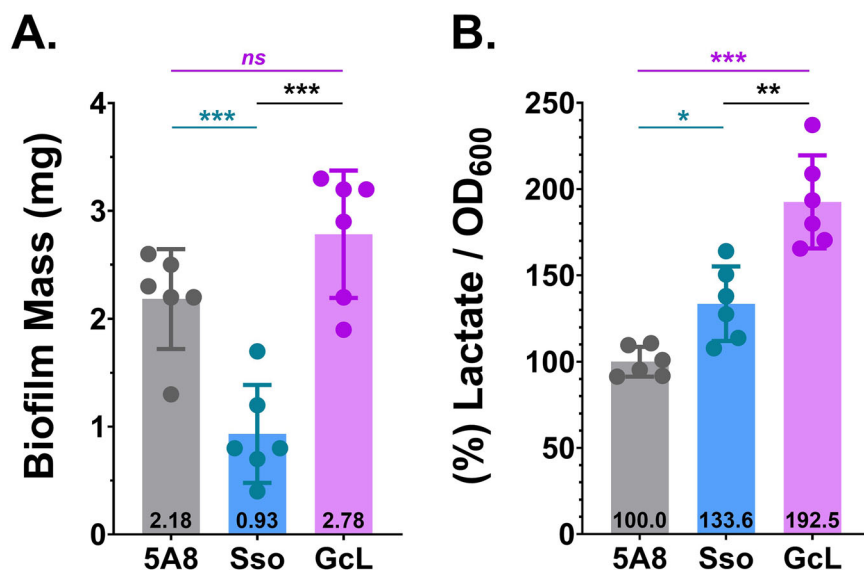 A.
ns
***
***
Biofilm Mass (mg)
4
3
2
1
0
2.18 0.93 2.78
5A8 Sso GcL
B.
***
**
*
(%) Lactate / OD600
250
200
150
100
50
0
100.0 133.6 192.5
5A8 Sso GcL